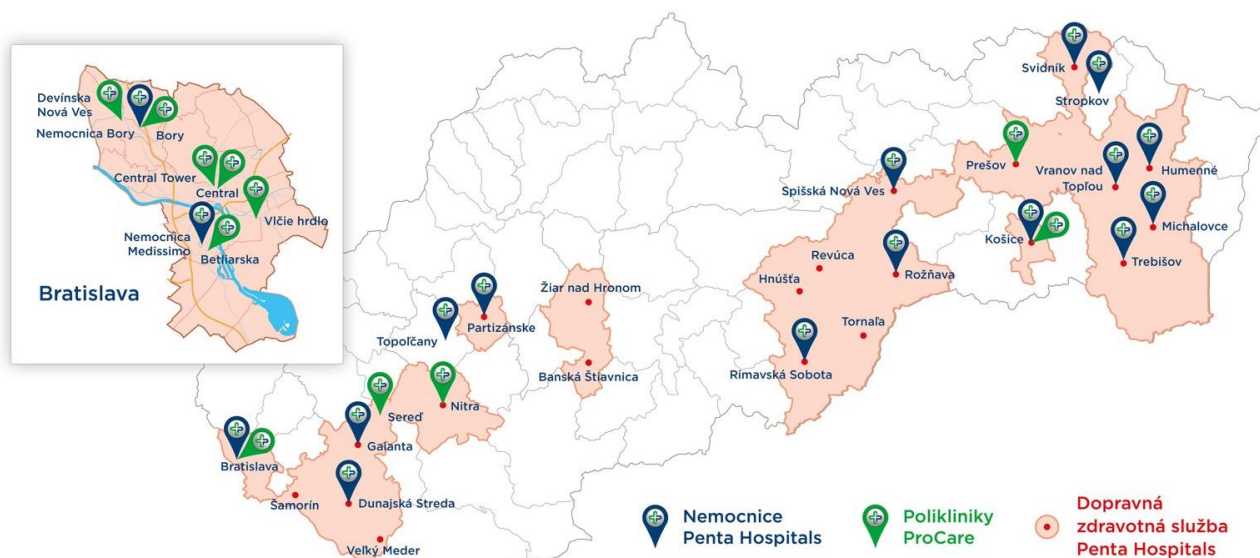 Devínska
Nová Ves
Nemocnica Bory
Bory
Central Tower
Central
Vlčie hrdlo
Nemocnica
Medissimo
Betliarska
Bratislava
Svidník
Stropkov
Prešov
Vranov nad
Topľou
Humenné
Spišská Nová Ves
Košice
Michalovce
Trebišov
Revúca
Rožňava
Hnúšťa
Tornaľa
Rimavská Sobota
Žiar nad Hronom
Partizánske
Topoľčany
Banská Štiavnica
Sereď
Nitra
Galanta
Bratislava
Šamorín
Dunajská Streda
Veľký Meder
Nemocnice
Penta Hospitals
Polikliniky
ProCare
Dopravná
zdravotná služba
Penta Hospitals